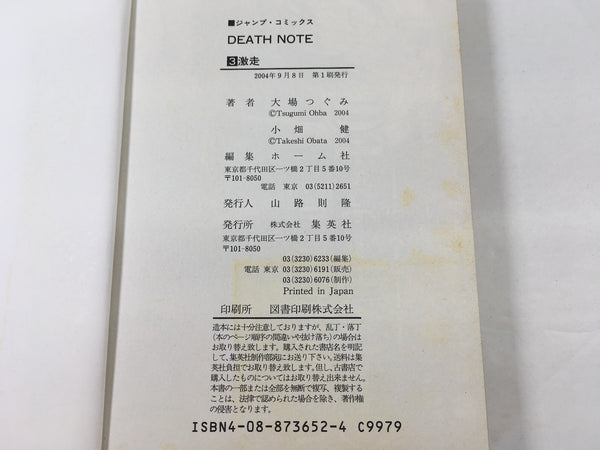 ■ジャンプ・コミックス
DEATH NOTE
3激走
2004年9月8日 第1刷発行
著者 大場つぐみ
©Tsugumi Ohba 2004
小畑 健
©Takeshi Obata 2004
編集 ホーム社
東京都千代田区一ツ橋2丁目5番10号
〒101-8050
電話 東京 03(5211)2651
発行人 山路則隆
発行所 株式会社 集英社
東京都千代田区一ツ橋2丁目5番10号
〒101-8050
03(3230)6233(編集)
電話 東京 03(3230)6191(販売)
03(3230)6076(制作)
Printed in Japan
印刷所 図書印刷株式会社
造本には十分注意しておりますが、乱丁・落丁
(本のページ順序の間違いや抜け落ち)の場合は
お取り替え致します。購入された書店名を明記し
て、集英社制作部宛にお送り下さい。送料は集
英社負担でお取り替え致します。但し、古書店で
購入したものについてはお取り替え出来ません。
本書の一部または全部を無断で複写、複製する
ことは、法律で認められた場合を除き、著作権
の侵害となります。
ISBN4-08-873652-4 C9979